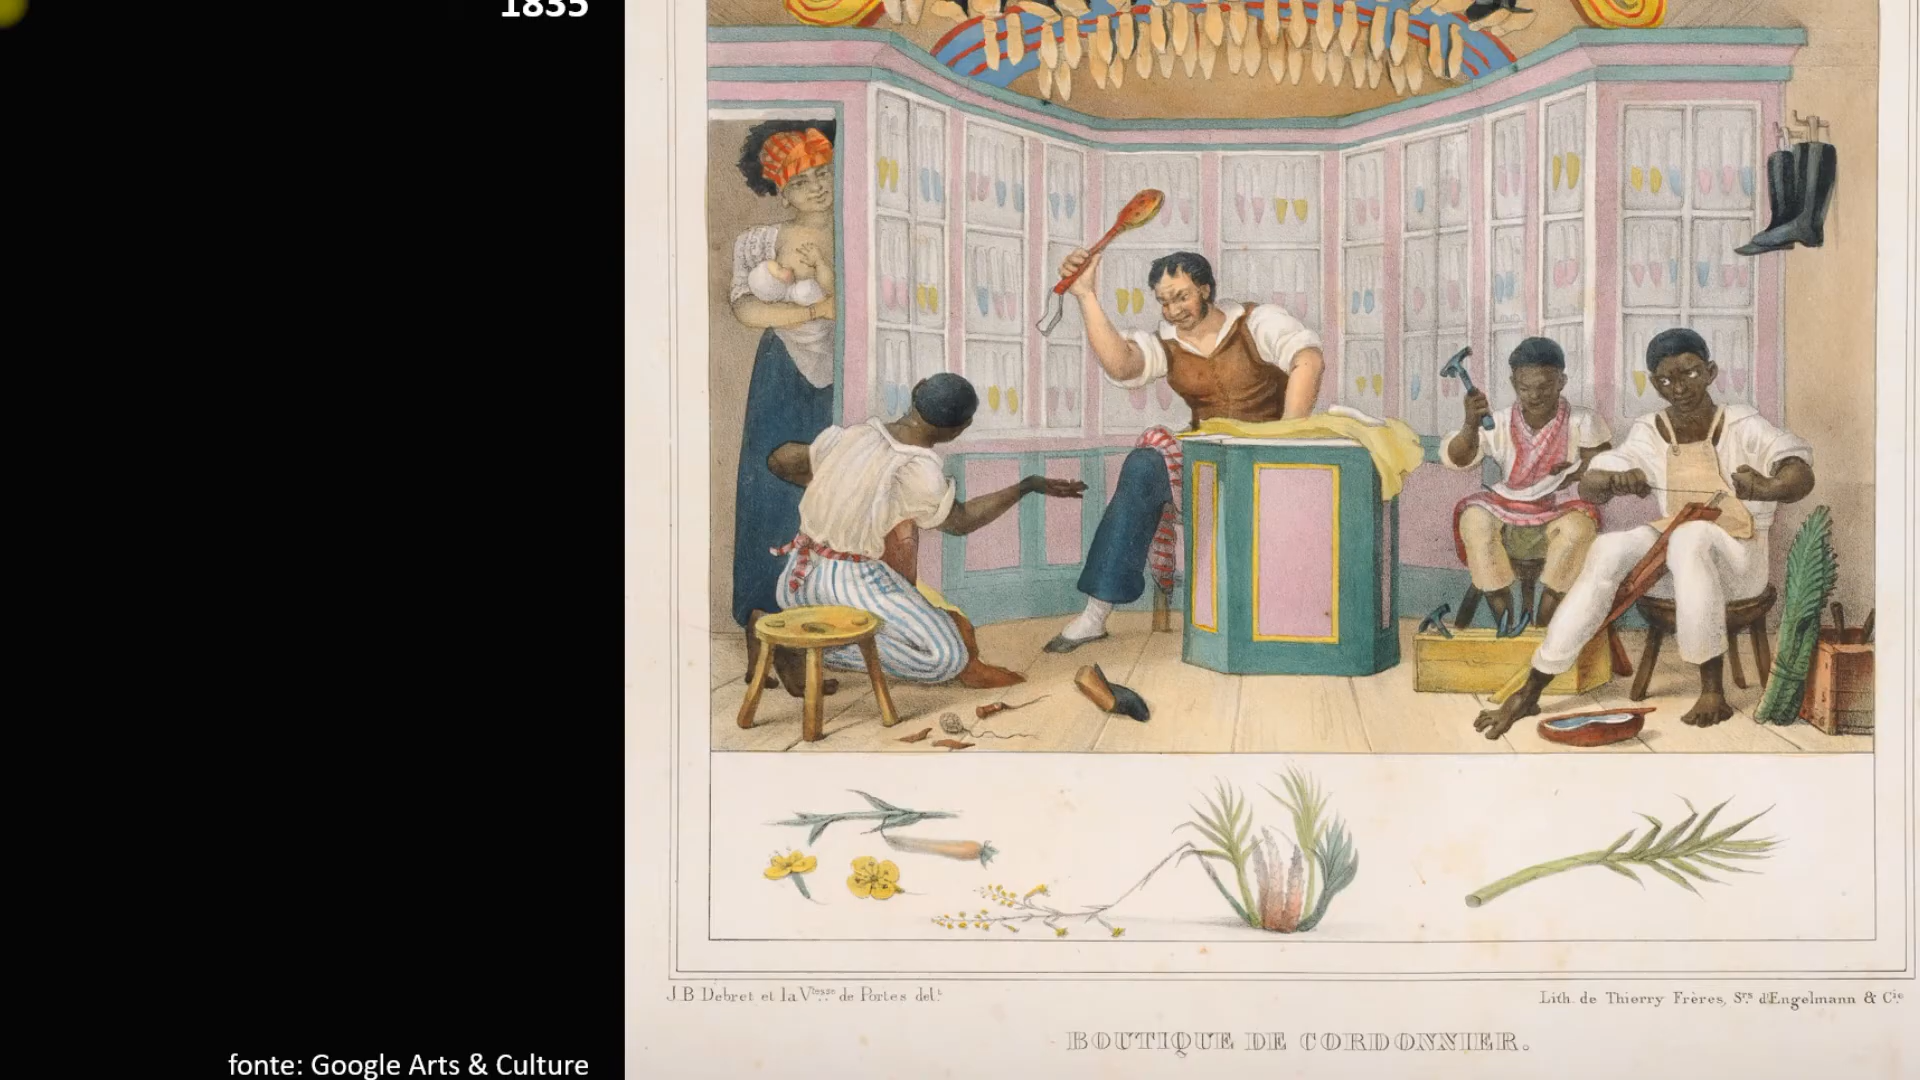 1835
J.B Debret et la Vtesse. de Portes delt.
Lith. de Thierry Frères, Srs. d'Engelmann & Cie.
BOUTIQUE DE CORDONNIER.
fonte: Google Arts & Culture